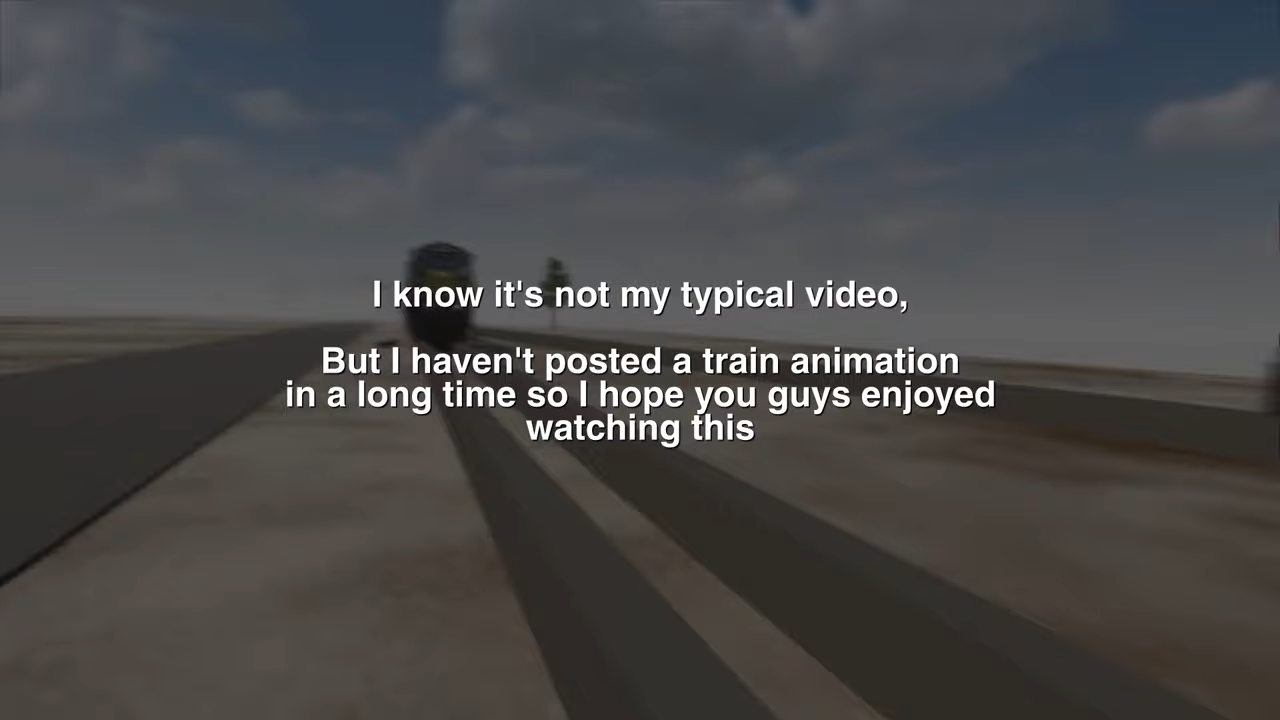 I know it's not my typical video,
But I haven't posted a train animation
in a long time so I hope you guys enjoyed
watching this